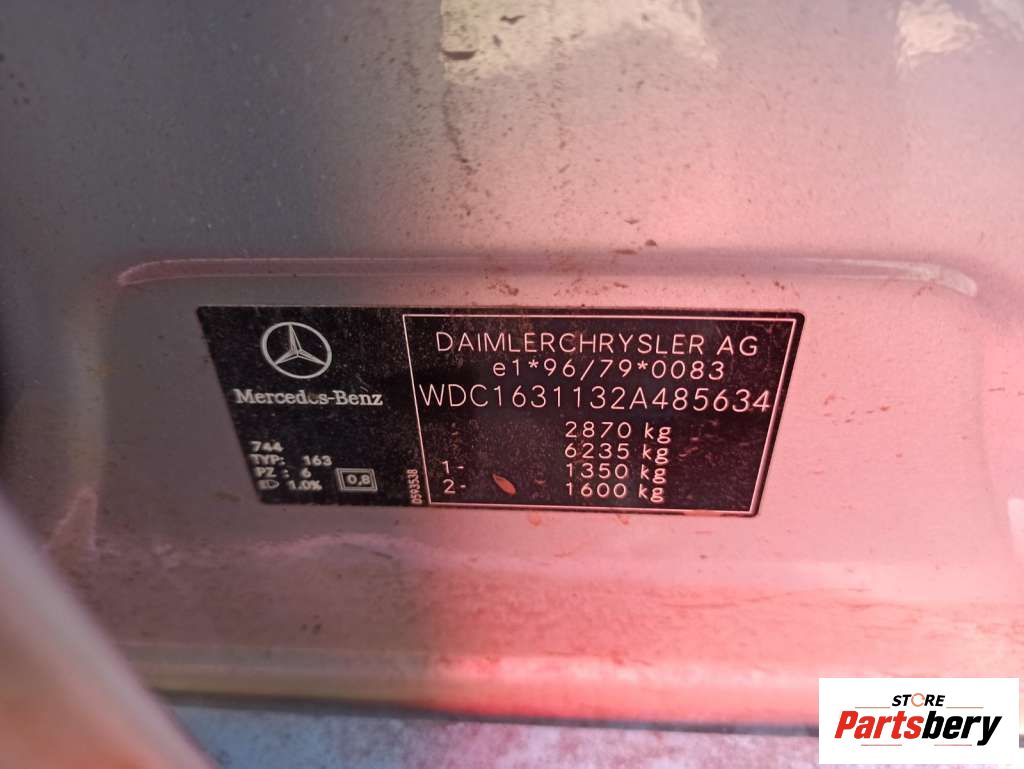 Mercedes-Benz
744
TYP: 163
PZ : 6
1.0% 0,8
0593538
DAIMLERCHRYSLER AG
e1*96/79*0083
WDC1631132A485634
2870 kg
6235 kg
1- 1350 kg
2- 1600 kg
STORE
Partsbery